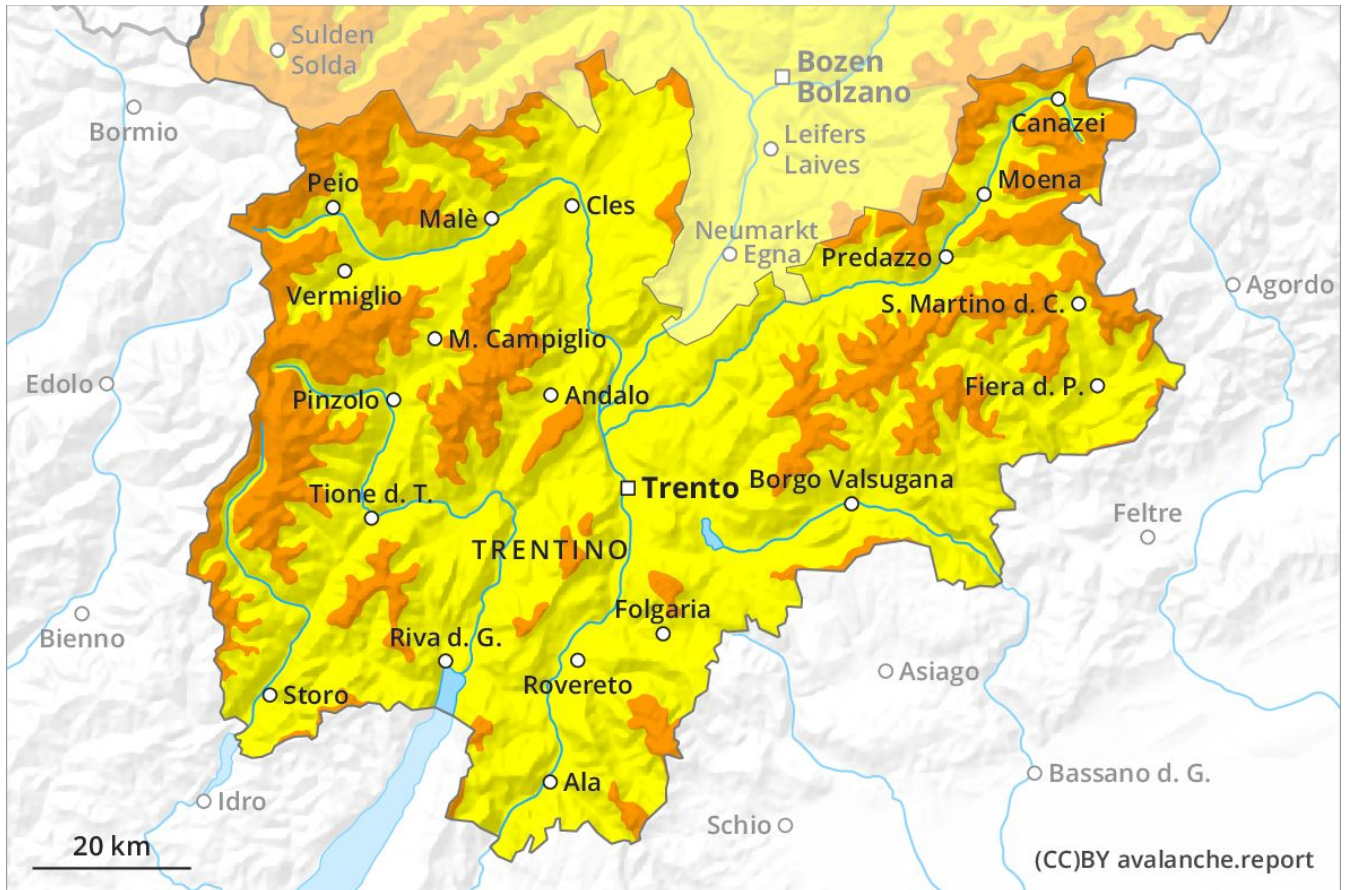 Sulden
Solda
Bozen
Bolzano
Bormio
Canazei
Leifers
Laives
Peio
Moena
Malè
Cles
Neumarkt
Egna
Predazzo
Vermiglio
S. Martino d. C.
Agordo
M. Campiglio
Edolo
Pinzolo
Andalo
Fiera d. P.
Tione d. T.
Trento
Borgo Valsugana
Feltre
TRENTINO
Folgaria
Bienno
Riva d. G.
Asiago
Storo
Rovereto
Ala
Bassano d. G.
Idro
Schio
20 km
(CC)BY avalanche.report